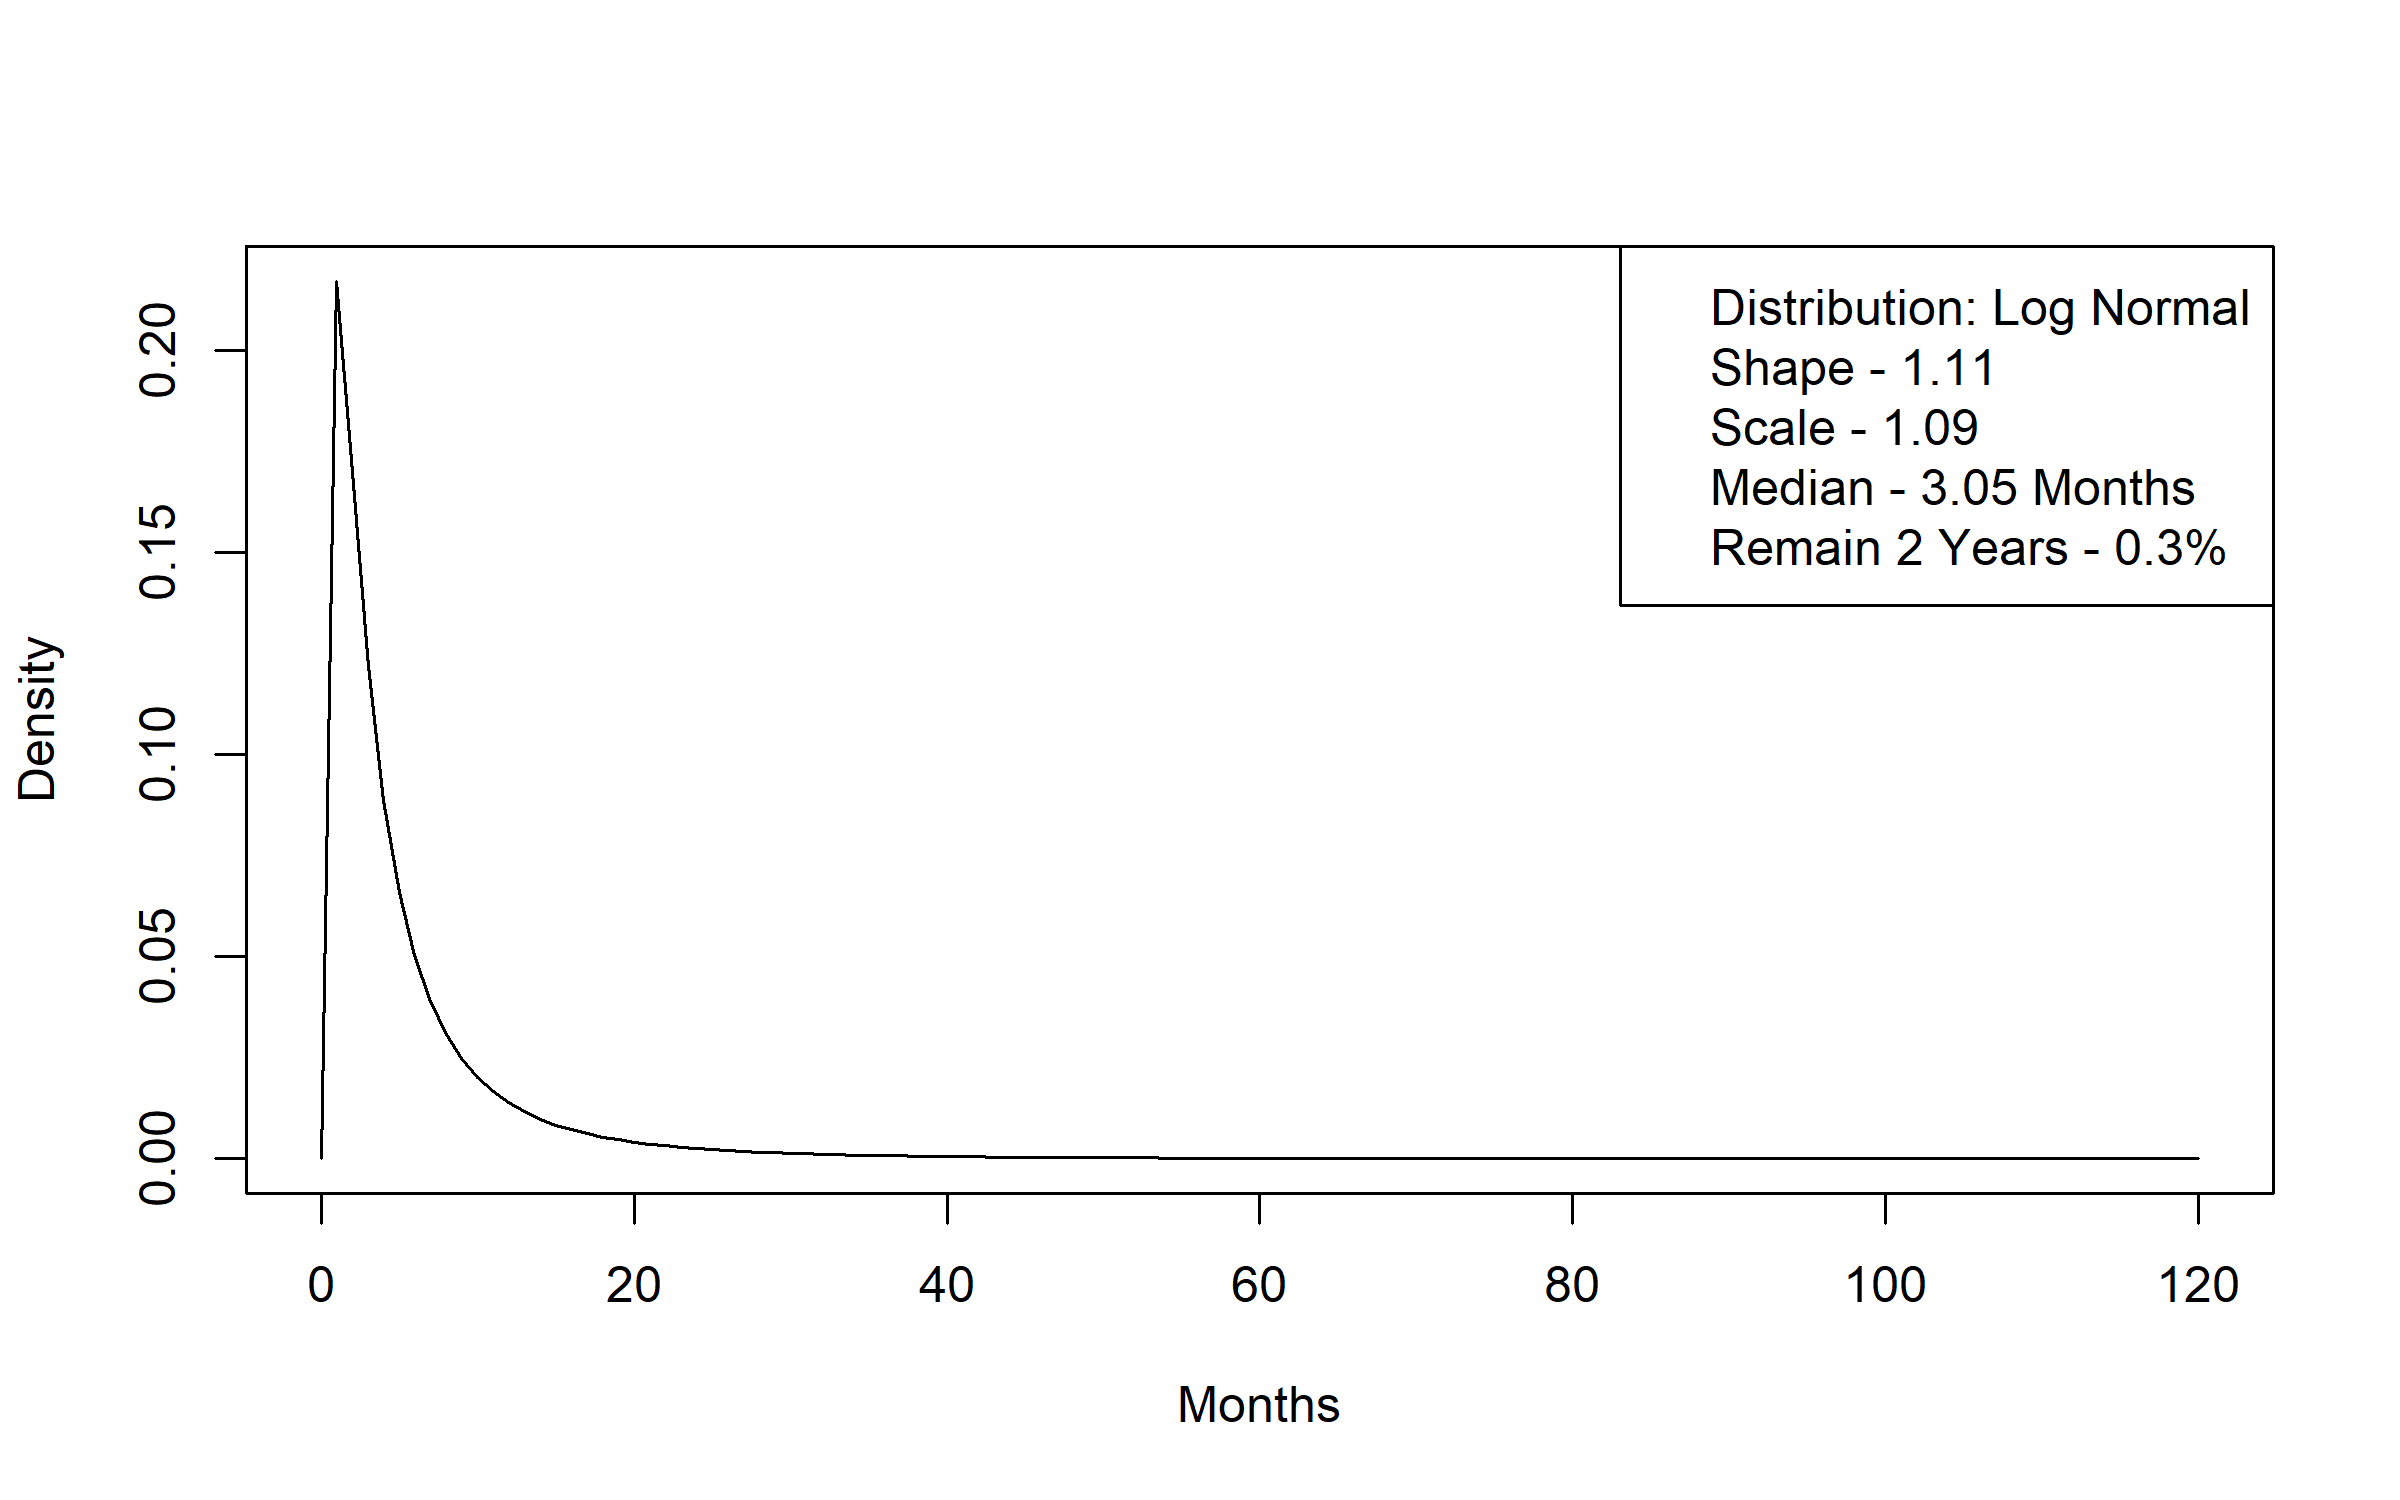 Distribution: Log Normal
Shape - 1.11
Scale - 1.09
Median - 3.05 Months
Remain 2 Years - 0.3%
Density
0.20
0.15
0.10
0.05
0.00
0 20 40 60 80 100 120
Months